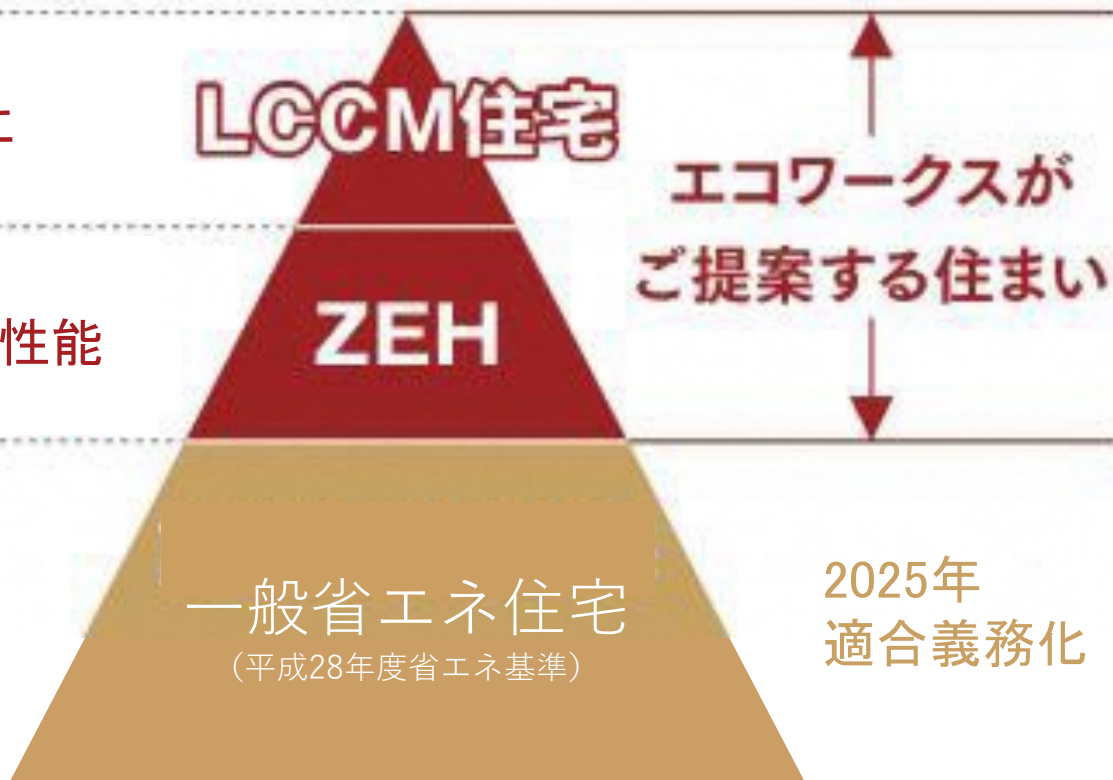 LCCM住宅
エコワークスが
ご提案する住まい
ZEH
性能
一般省エネ住宅
(平成28年度省エネ基準)
2025年
適合義務化